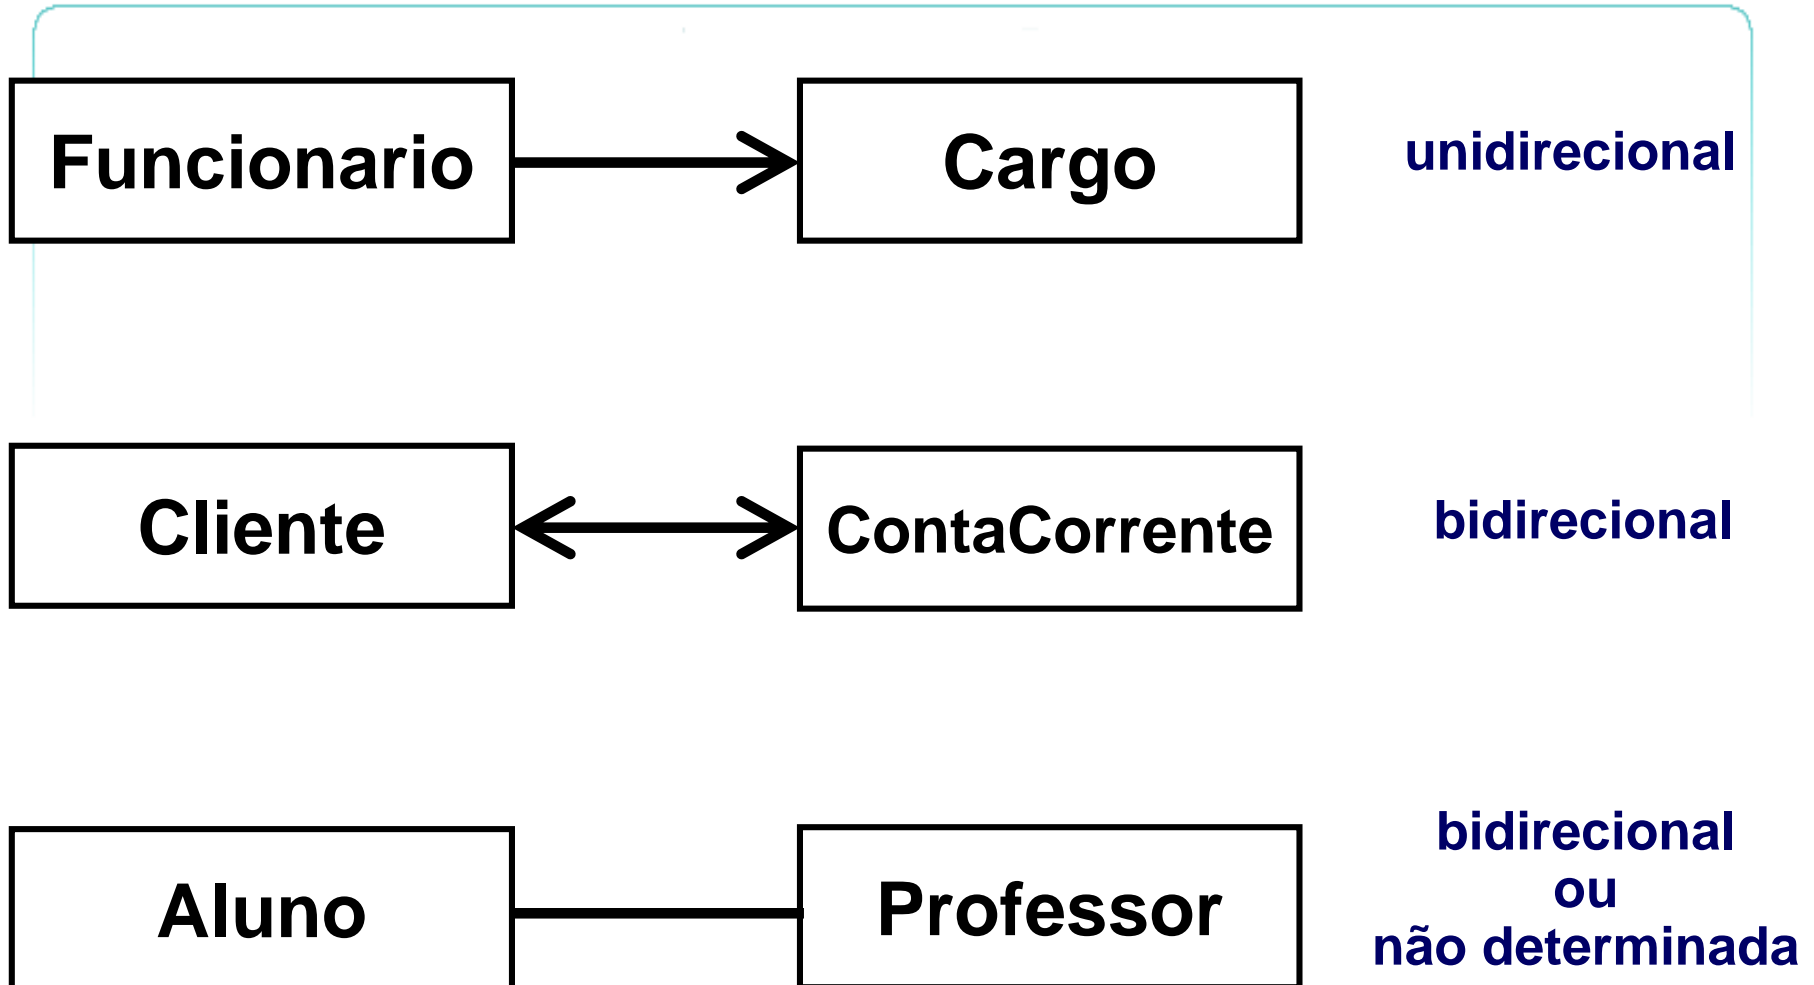 Funcionario
Cargo
unidirecional
Cliente
ContaCorrente
bidirecional
Aluno
Professor
bidirecional
ou
não determinada